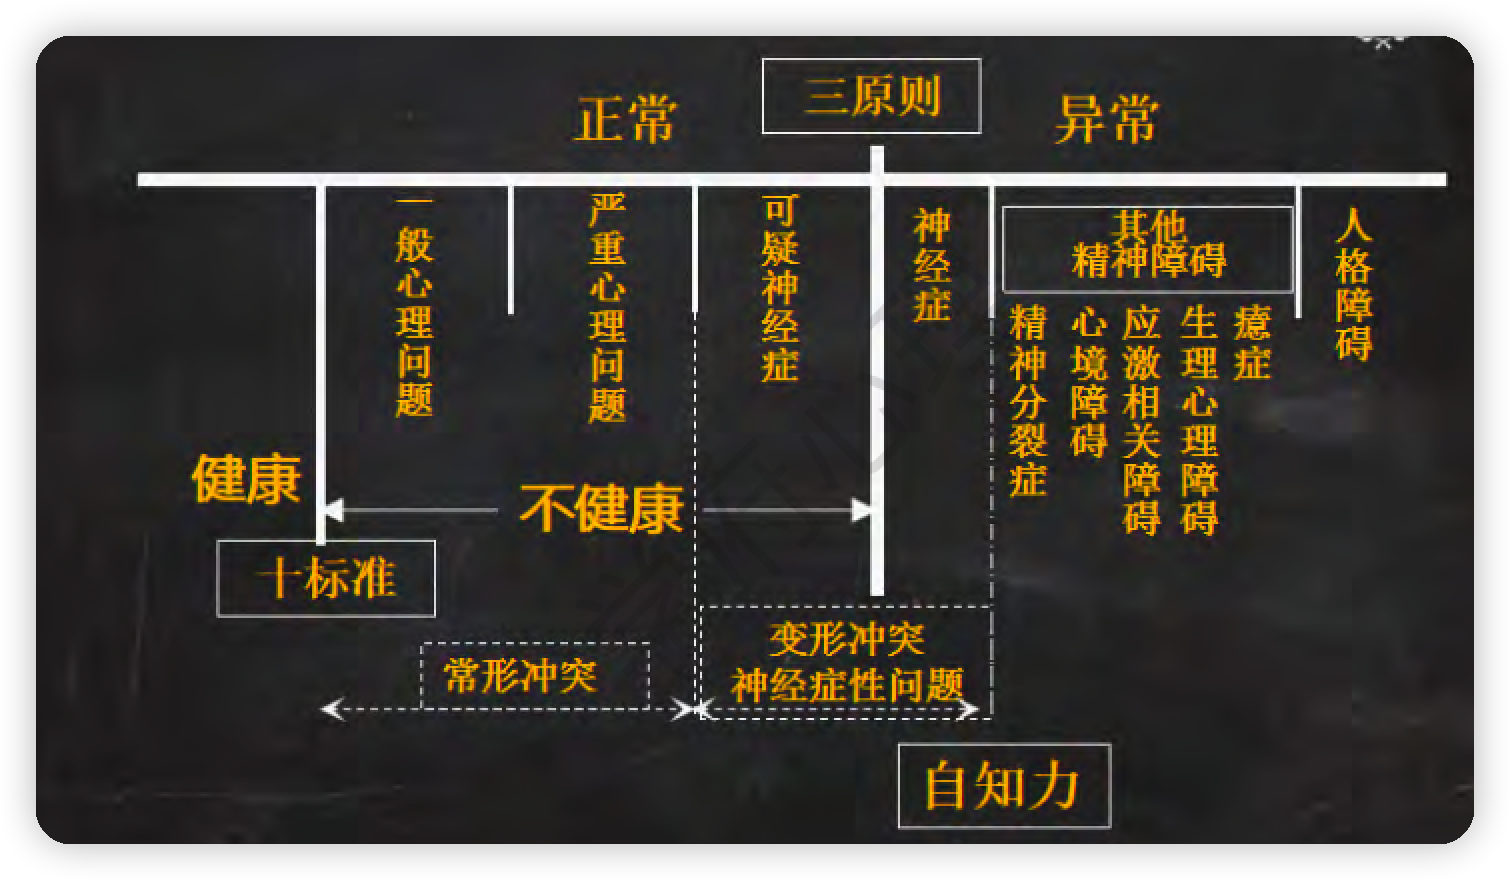 三原则
正常
异常
一般心理问题
严重心理问题
可疑神经症
神经症
其他
精神障碍
人格障碍
精神分裂症
心境障碍
应激相关障碍
生理心理障碍
癔症
健康
不健康
十标准
常形冲突
变形冲突
神经症性问题
自知力